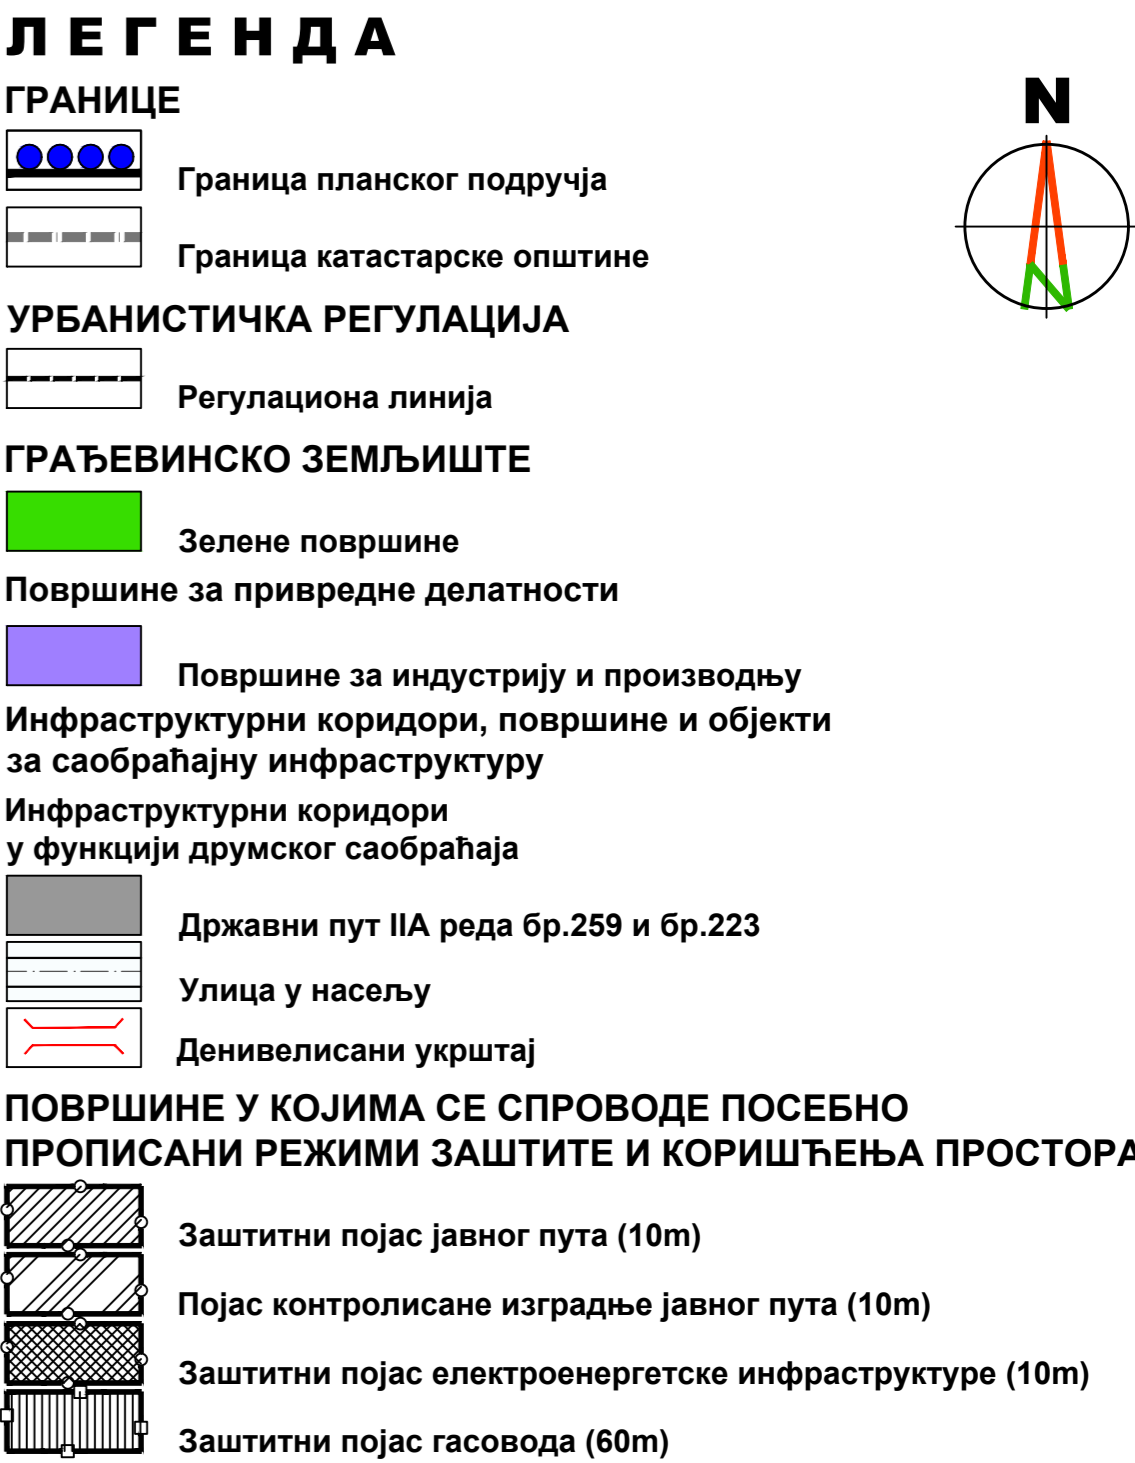 ЛЕГЕНДА
N
ГРАНИЦЕ
Граница планског подручја
Граница катастарске општине
УРБАНИСТИЧКА РЕГУЛАЦИЈА
Регулациона линија
ГРАЂЕВИНСКО ЗЕМЉИШТЕ
Зелене површине
Површине за привредне делатности
Површине за индустрију и производњу
Инфраструктурни коридори, површине и објекти
за саобраћајну инфраструктуру
Инфраструктурни коридори
у функцији друмског саобраћаја
Државни пут IIА реда бр.259 и бр.223
Улица у насељу
Денивелисани укрштај
ПОВРШИНЕ У КОЈИМА СЕ СПРОВОДЕ ПОСЕБНО
ПРОПИСАНИ РЕЖИМИ ЗАШТИТЕ И КОРИШЋЕЊА ПРОСТОРА
Заштитни појас јавног пута (10m)
Појас контролисане изградње јавног пута (10m)
Заштитни појас електроенергетске инфраструктуре (10m)
Заштитни појас гасовода (60m)